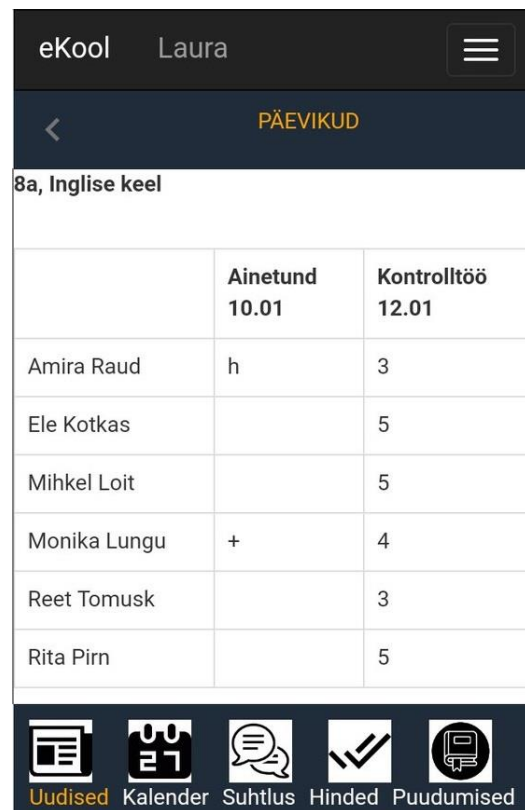 eKool Laura
PÄEVIKUD
8a, Inglise keel
Ainetund Kontrolltöö
10.01 12.01
Amira Raud h 3
Ele Kotkas 5
Mihkel Loit 5
Monika Lungu + 4
Reet Tomusk 3
Rita Pirn 5
27
Uudised Kalender Suhtlus Hinded Puudumised